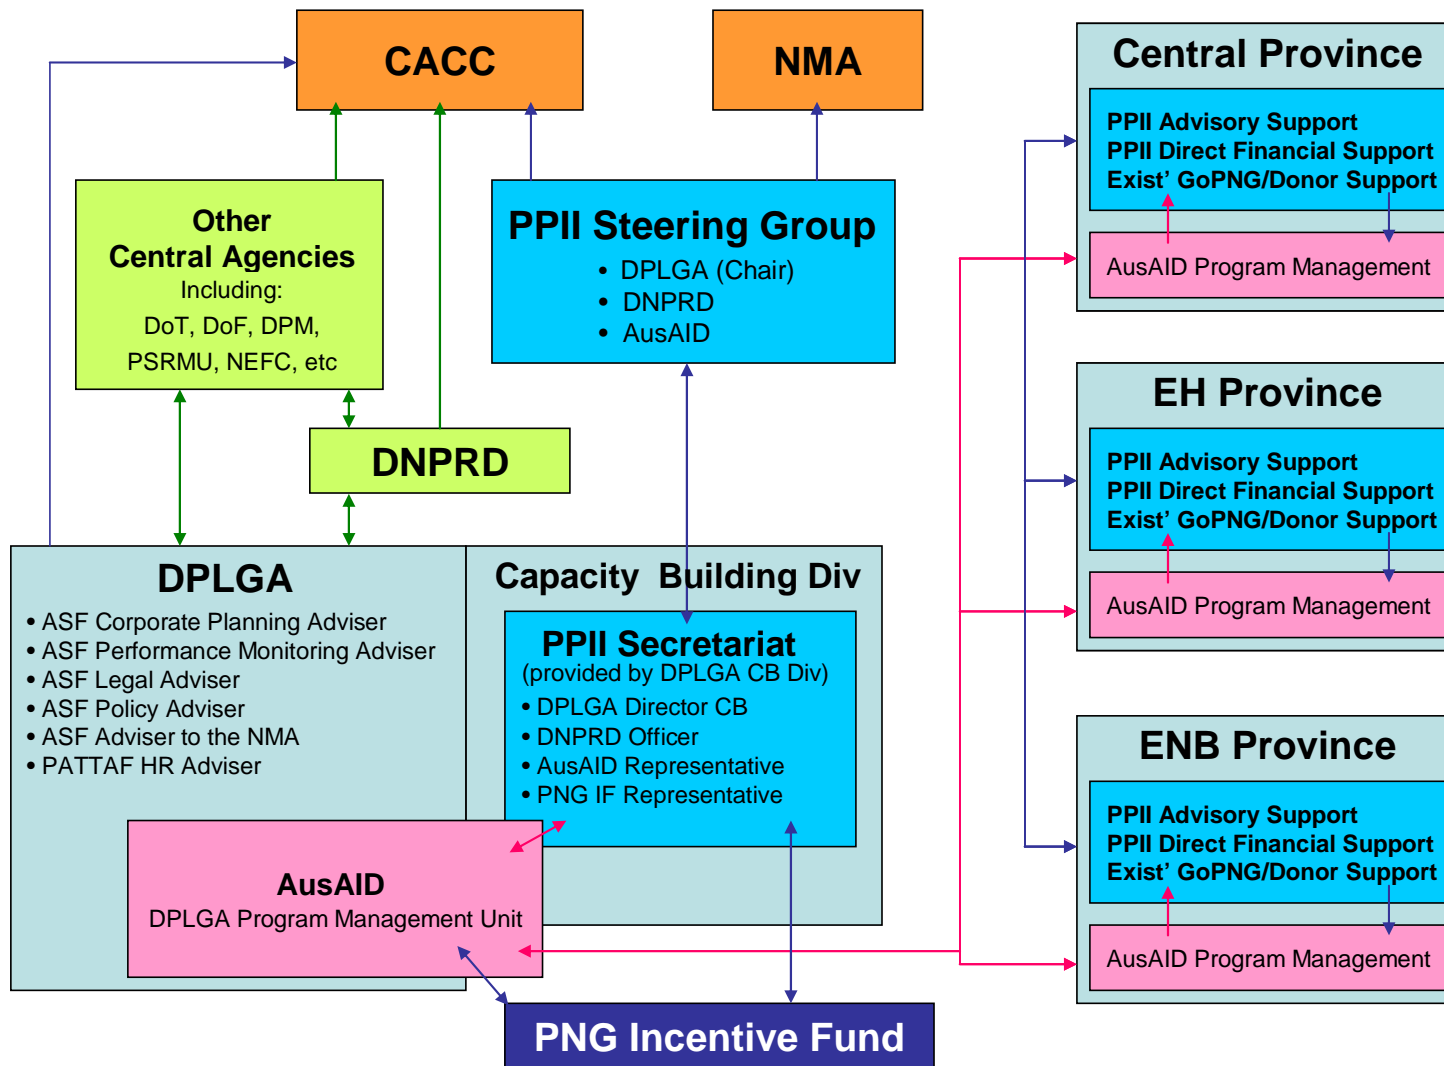 CACC
NMA
Other
Central Agencies
Including:
DoT, DoF, DPM,
PSRMU, NEFC, etc
PPII Steering Group
• DPLGA (Chair)
• DNPRD
• AusAID
DNPRD
DPLGA
• ASF Corporate Planning Adviser
• ASF Performance Monitoring Adviser
• ASF Legal Adviser
• ASF Policy Adviser
• ASF Adviser to the NMA
• PATTAF HR Adviser
Capacity Building Div
PPII Secretariat
(provided by DPLGA CB Div)
• DPLGA Director CB
• DNPRD Officer
• AusAID Representative
• PNG IF Representative
AusAID
DPLGA Program Management Unit
PNG Incentive Fund
Central Province
PPII Advisory Support
PPII Direct Financial Support
Exist’ GoPNG/Donor Support
AusAID Program Management
EH Province
PPII Advisory Support
PPII Direct Financial Support
Exist’ GoPNG/Donor Support
AusAID Program Management
ENB Province
PPII Advisory Support
PPII Direct Financial Support
Exist’ GoPNG/Donor Support
AusAID Program Management